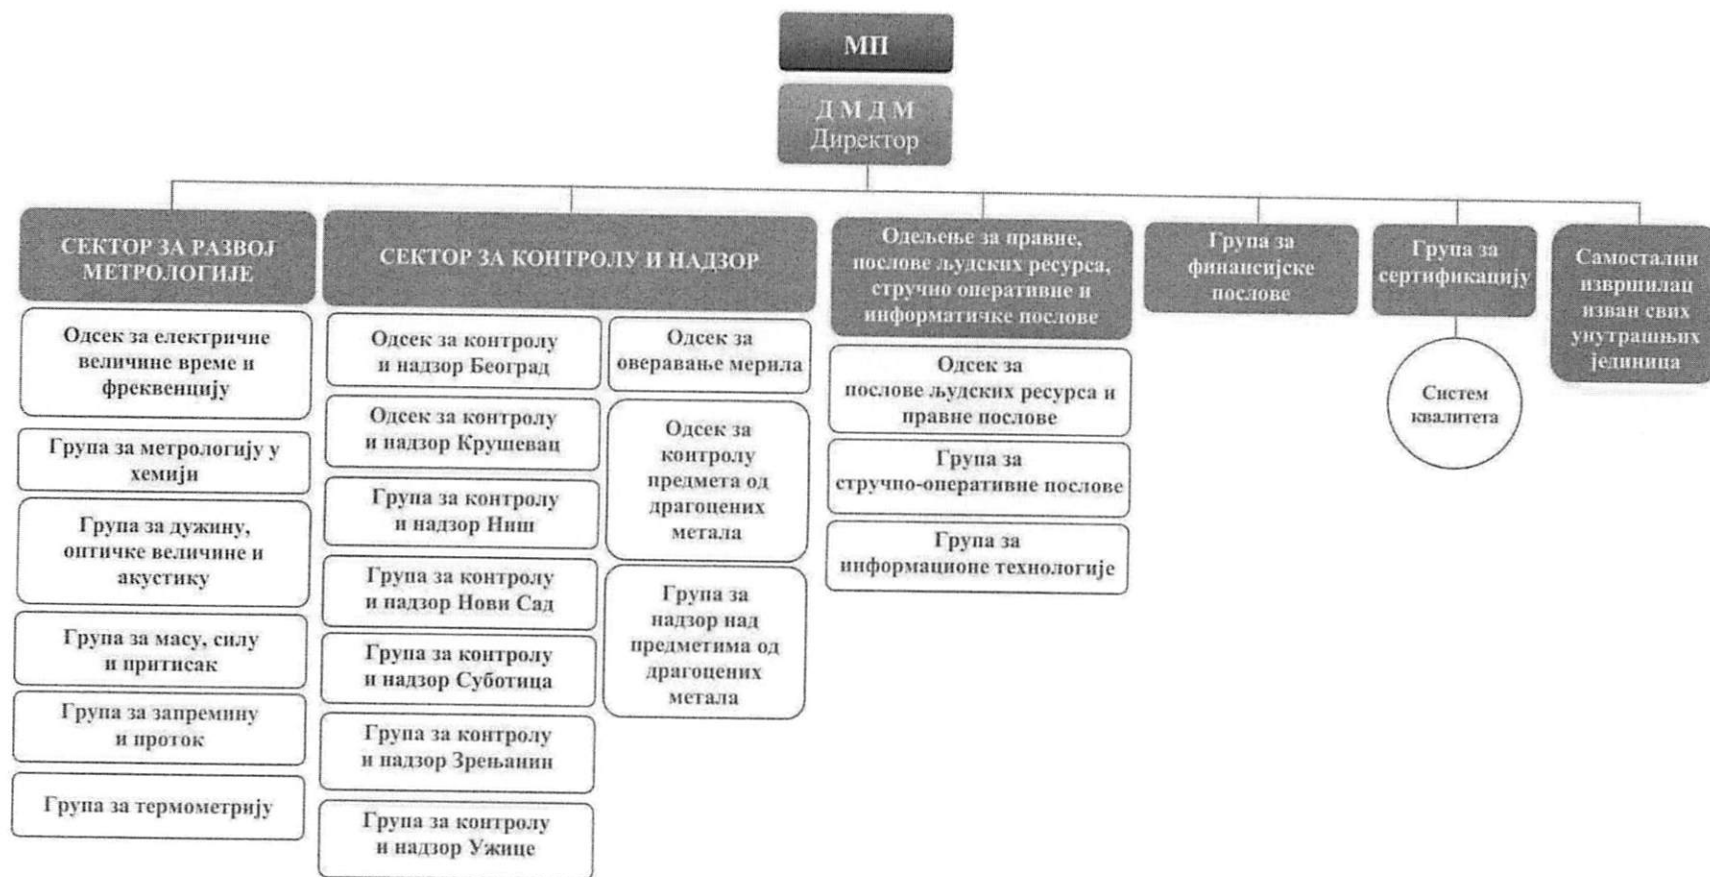 МП
Д М Д М
Директор
СЕКТОР ЗА РАЗВОЈ
МЕТРОЛОГИЈЕ
Одсек за електричне
величине време и
фреквенцију
Група за метрологију у
хемији
Група за дужину,
оптичке величине и
акустику
Група за масу, силу
и притисак
Група за запремину
и проток
Група за термометрију
СЕКТОР ЗА КОНТРОЛУ И НАДЗОР
Одсек за контролу
и надзор Београд
Одсек за контролу
и надзор Крушевац
Група за контролу
и надзор Ниш
Група за контролу
и надзор Нови Сад
Група за контролу
и надзор Суботица
Група за контролу
и надзор Зрењанин
Група за контролу
и надзор Ужице
Одсек за
оверавање мерила
Одсек за
контролу
предмета од
драгоцених
метала
Група за
надзор над
предметима од
драгоцених
метала
Одељење за правне,
послове људских ресурса,
стручно оперативне и
информатичке послове
Одсек за
послове људских ресурса и
правне послове
Група за
стручно-оперативне послове
Група за
информационе технологије
Група за
финансијске
послове
Група за
сертификацију
Систем
квалитета
Самостални
извршилац
изван свих
унутрашњих
јединица